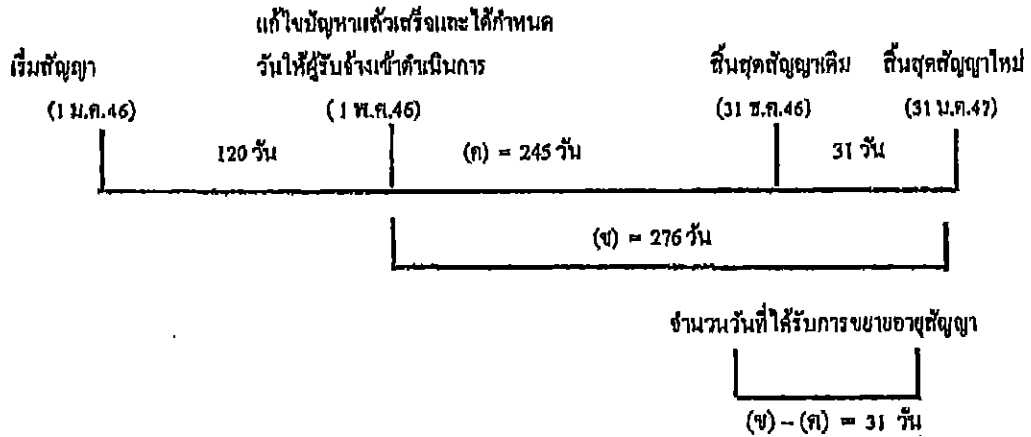 แก้ไขปัญหาแล้วเสร็จและได้กำหนด
เริ่มสัญญา วันให้ผู้รับจ้างเข้าดำเนินการ สิ้นสุดสัญญาเดิม สิ้นสุดสัญญาใหม่
(1 ม.ค.46) ( 1 พ.ค.46) (31 ธ.ค.46) (31 ม.ค.47)
120 วัน (ค) = 245 วัน 31 วัน
(ข) = 276 วัน
จำนวนวันที่ได้รับการขยายอายุสัญญา
(ข) – (ค) = 31 วัน